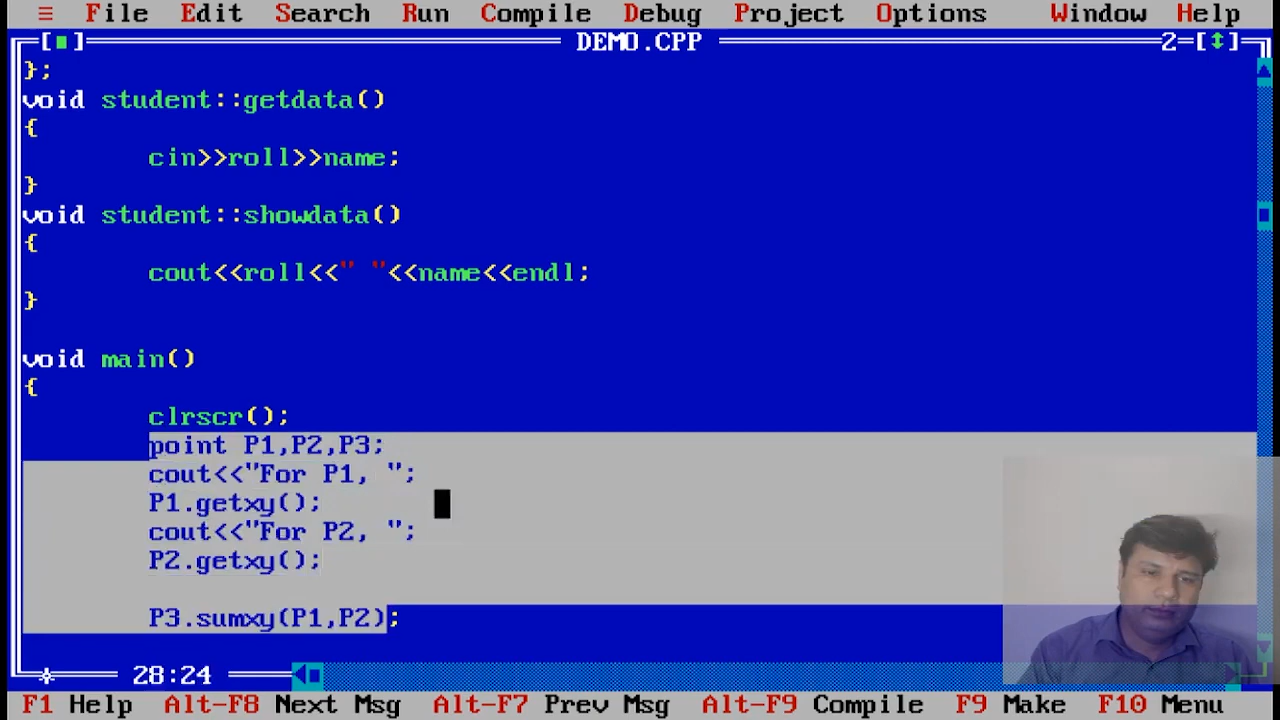 ≡ File Edit Search Run Compile Debug Project Options Window Help
[■] DEMO.CPP 2=[↕]
};
void student::getdata()
{
cin>>roll>>name;
}
void student::showdata()
{
cout<<roll<<" "<<name<<endl;
}
void main()
{
clrscr();
point P1,P2,P3;
cout<<"For P1, ";
P1.getxy();
cout<<"For P2, ";
P2.getxy();
P3.sumxy(P1,P2);
28:24
F1 Help Alt-F8 Next Msg Alt-F7 Prev Msg Alt-F9 Compile F9 Make F10 Menu